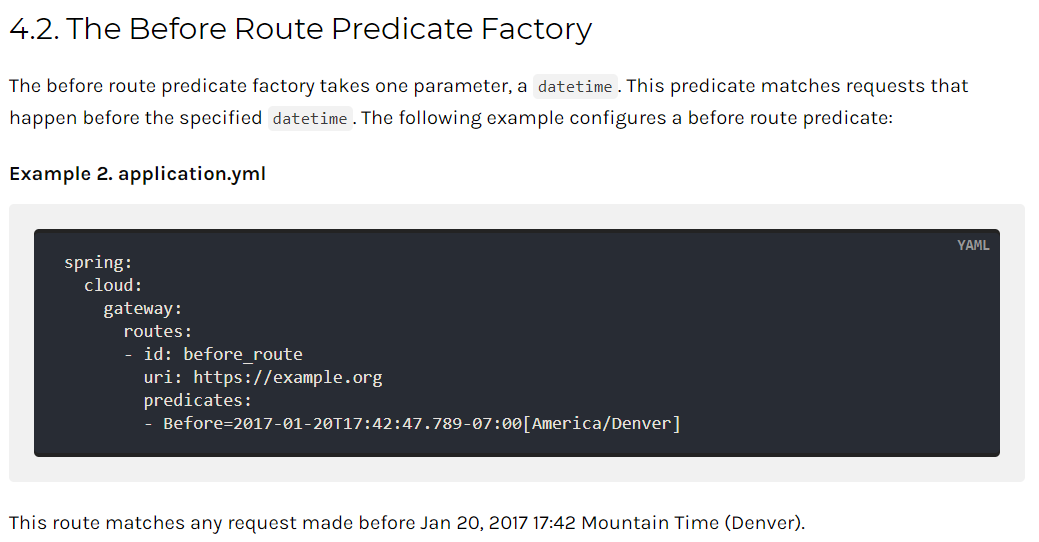 4.2. The Before Route Predicate Factory
The before route predicate factory takes one parameter, a datetime. This predicate matches requests that
happen before the specified datetime. The following example configures a before route predicate:
Example 2. application.yml
YAML
spring:
  cloud:
    gateway:
      routes:
      - id: before_route
        uri: https://example.org
        predicates:
        - Before=2017-01-20T17:42:47.789-07:00[America/Denver]
This route matches any request made before Jan 20, 2017 17:42 Mountain Time (Denver).